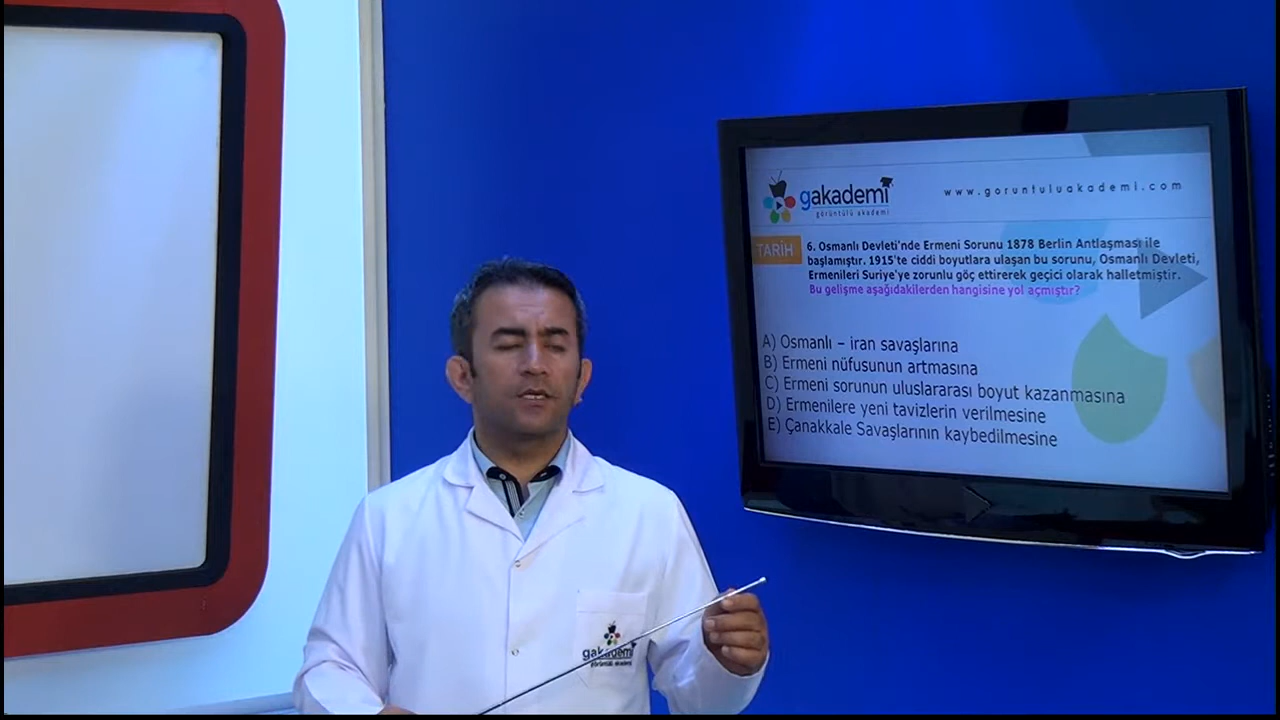 gakademi
görüntülü akademi
www.goruntuluakademi.com
TARİH
6. Osmanlı Devleti'nde Ermeni Sorunu 1878 Berlin Antlaşması ile
başlamıştır. 1915'te ciddi boyutlara ulaşan bu sorunu, Osmanlı Devleti,
Ermenileri Suriye'ye zorunlu göç ettirerek geçici olarak halletmiştir.
Bu gelişme aşağıdakilerden hangisine yol açmıştır?
A) Osmanlı – iran savaşlarına
B) Ermeni nüfusunun artmasına
C) Ermeni sorunun uluslararası boyut kazanmasına
D) Ermenilere yeni tavizlerin verilmesine
E) Çanakkale Savaşlarının kaybedilmesine
gakademi
görüntülü akademi